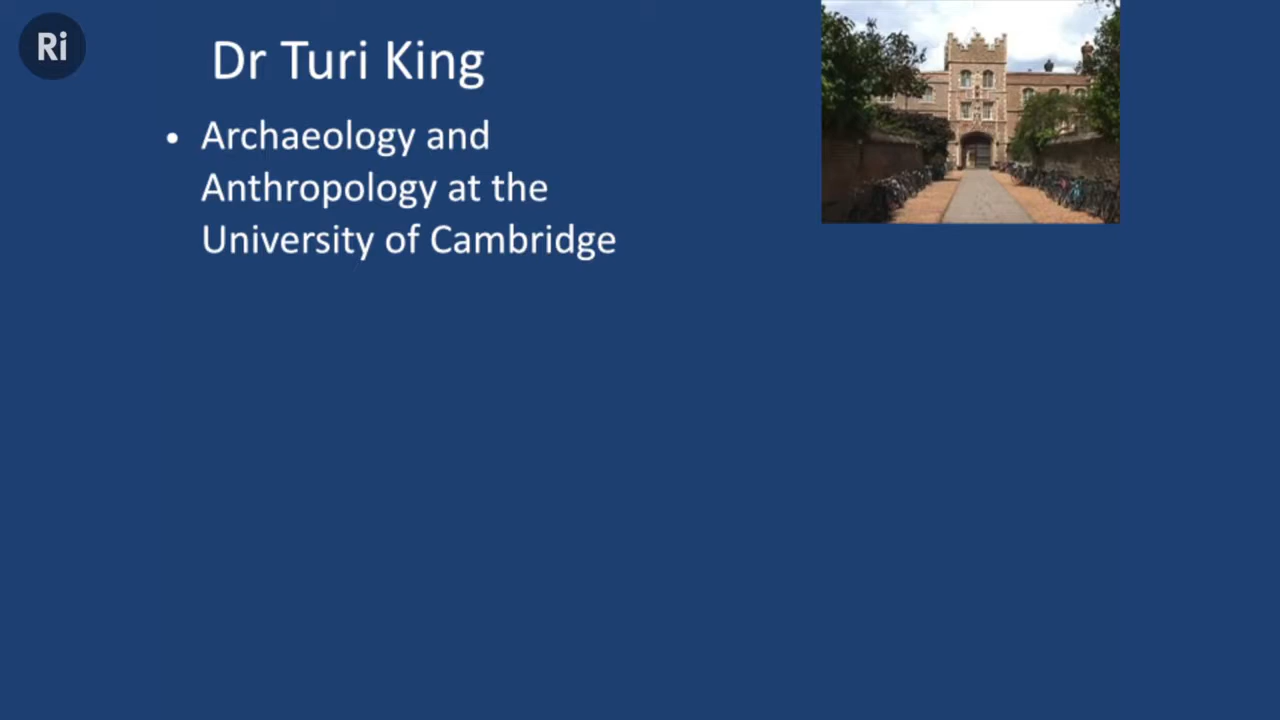 Ri
Dr Turi King
• Archaeology and
Anthropology at the
University of Cambridge